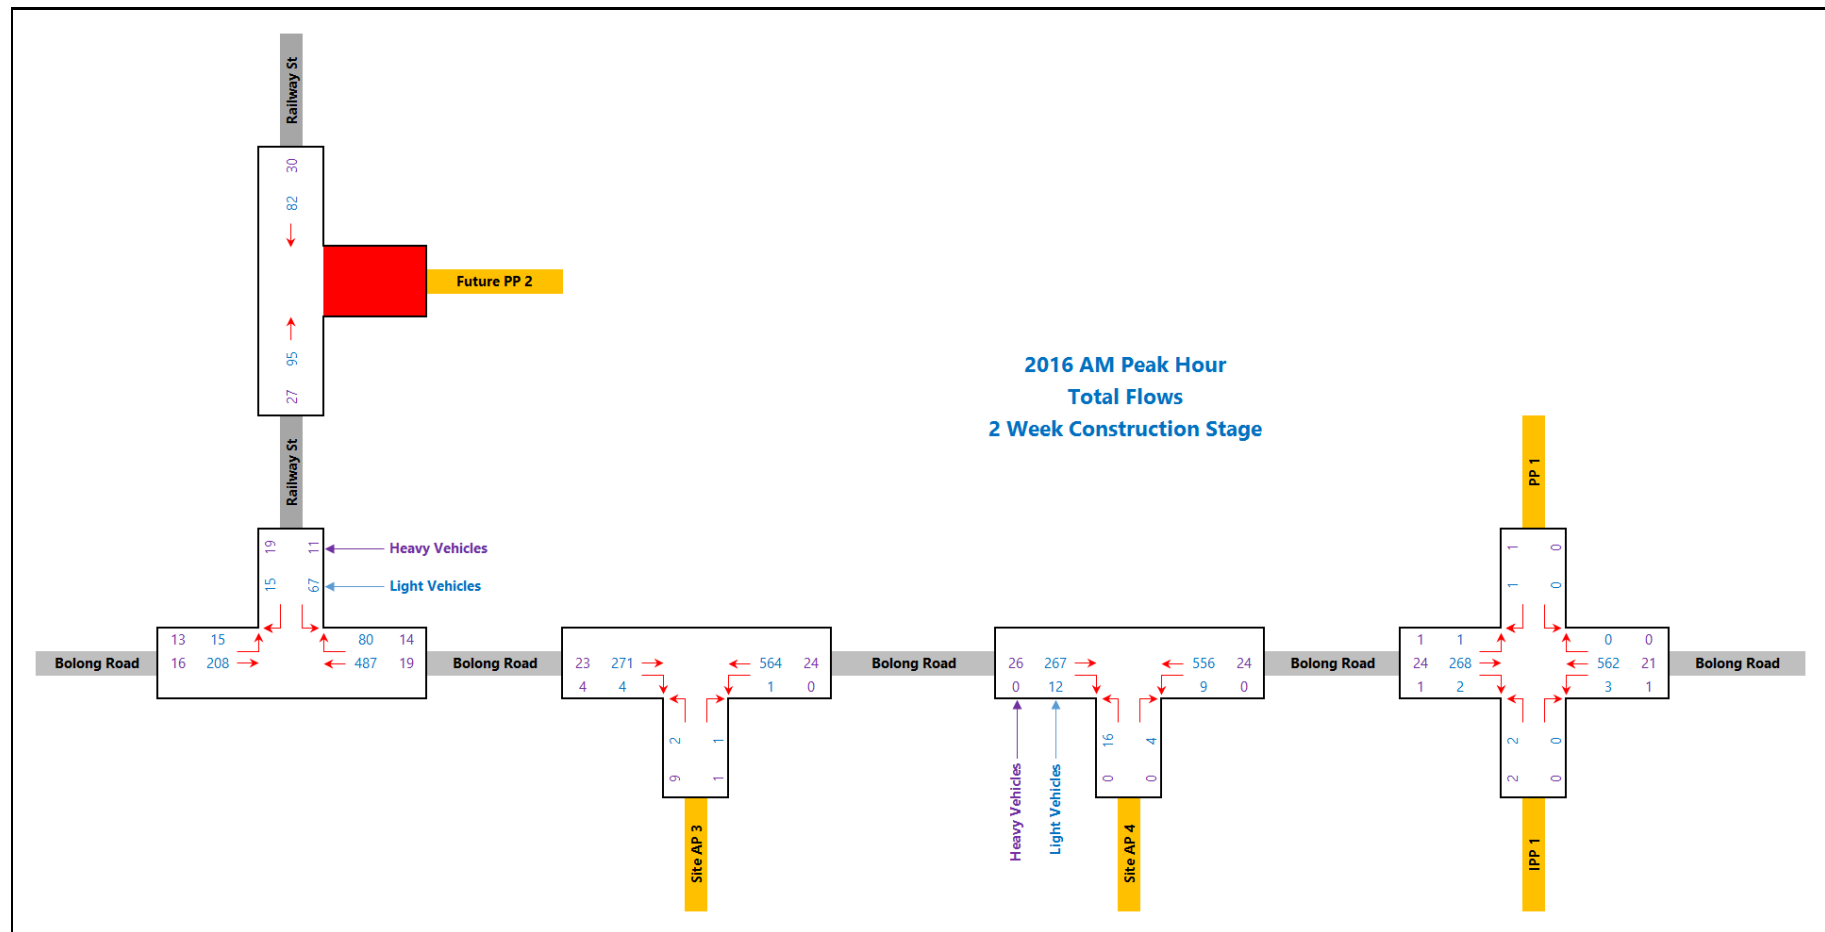 Railway St
30
82
Future PP 2
95
27
2016 AM Peak Hour
Total Flows
2 Week Construction Stage
Railway St
PP 1
19 11 Heavy Vehicles
15 67 Light Vehicles
1 0
1 0
13 15 80 14
Bolong Road 16 208 487 19 Bolong Road 23 271 564 24 Bolong Road 26 267 556 24 Bolong Road 24 268 562 21 Bolong Road
1 1 0 0
4 4 1 0
0 12 9 0
1 2 3 1
2 1
9 1
16 4
0 0
2 0
2 0
Heavy Vehicles
Light Vehicles
Site AP 3
Site AP 4
IPP 1